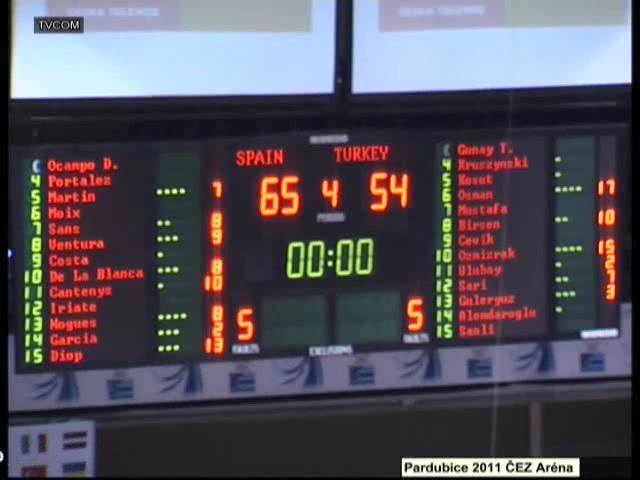 TVCOM
SPAIN TURKEY
65 4 54
PERIOD
00:00
5 5
FAULTS FAULTS
EXCLUSIONS
C Ocampo D.
4 Portalez 7
5 Martin
6 Moix 8
7 Sans 9
8 Ventura
9 Costa 8
10 De La Blanca 10
11 Cantenys
12 Iriate 8
13 Nogues 2
14 Garcia 13
15 Diop
C Gunay T.
4 Kruszynski
5 Kosut 17
6 Osman
7 Mustafa 10
8 Birsen
9 Cevik 15
10 Ozmizrak 2
11 Ulubay 7
12 Sari 3
13 Guleryuz
14 Alemdaroglu
15 Sanli
Pardubice 2011 ČEZ Aréna